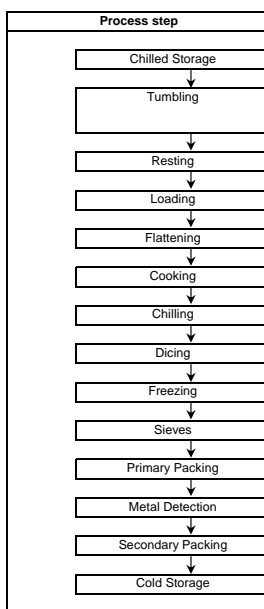 Process step
Chilled Storage
Tumbling
Resting
Loading
Flattening
Cooking
Chilling
Dicing
Freezing
Sieves
Primary Packing
Metal Detection
Secondary Packing
Cold Storage